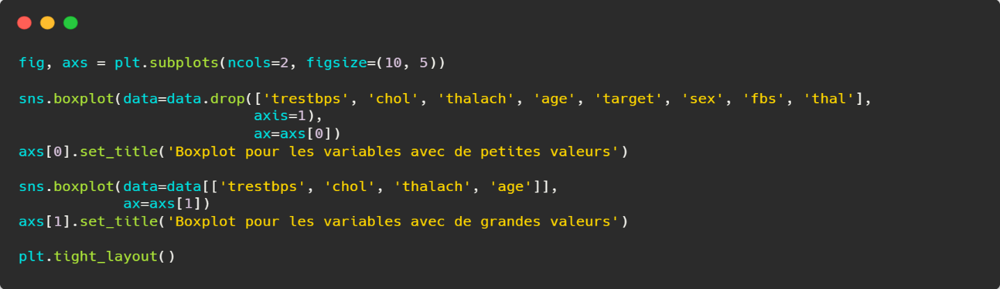 fig, axs = plt.subplots(ncols=2, figsize=(10, 5))
sns.boxplot(data=data.drop(['trestbps', 'chol', 'thalach', 'age', 'target', 'sex', 'fbs', 'thal'],
                           axis=1),
                           ax=axs[0])
axs[0].set_title('Boxplot pour les variables avec de petites valeurs')
sns.boxplot(data=data[['trestbps', 'chol', 'thalach', 'age']],
            ax=axs[1])
axs[1].set_title('Boxplot pour les variables avec de grandes valeurs')
plt.tight_layout()